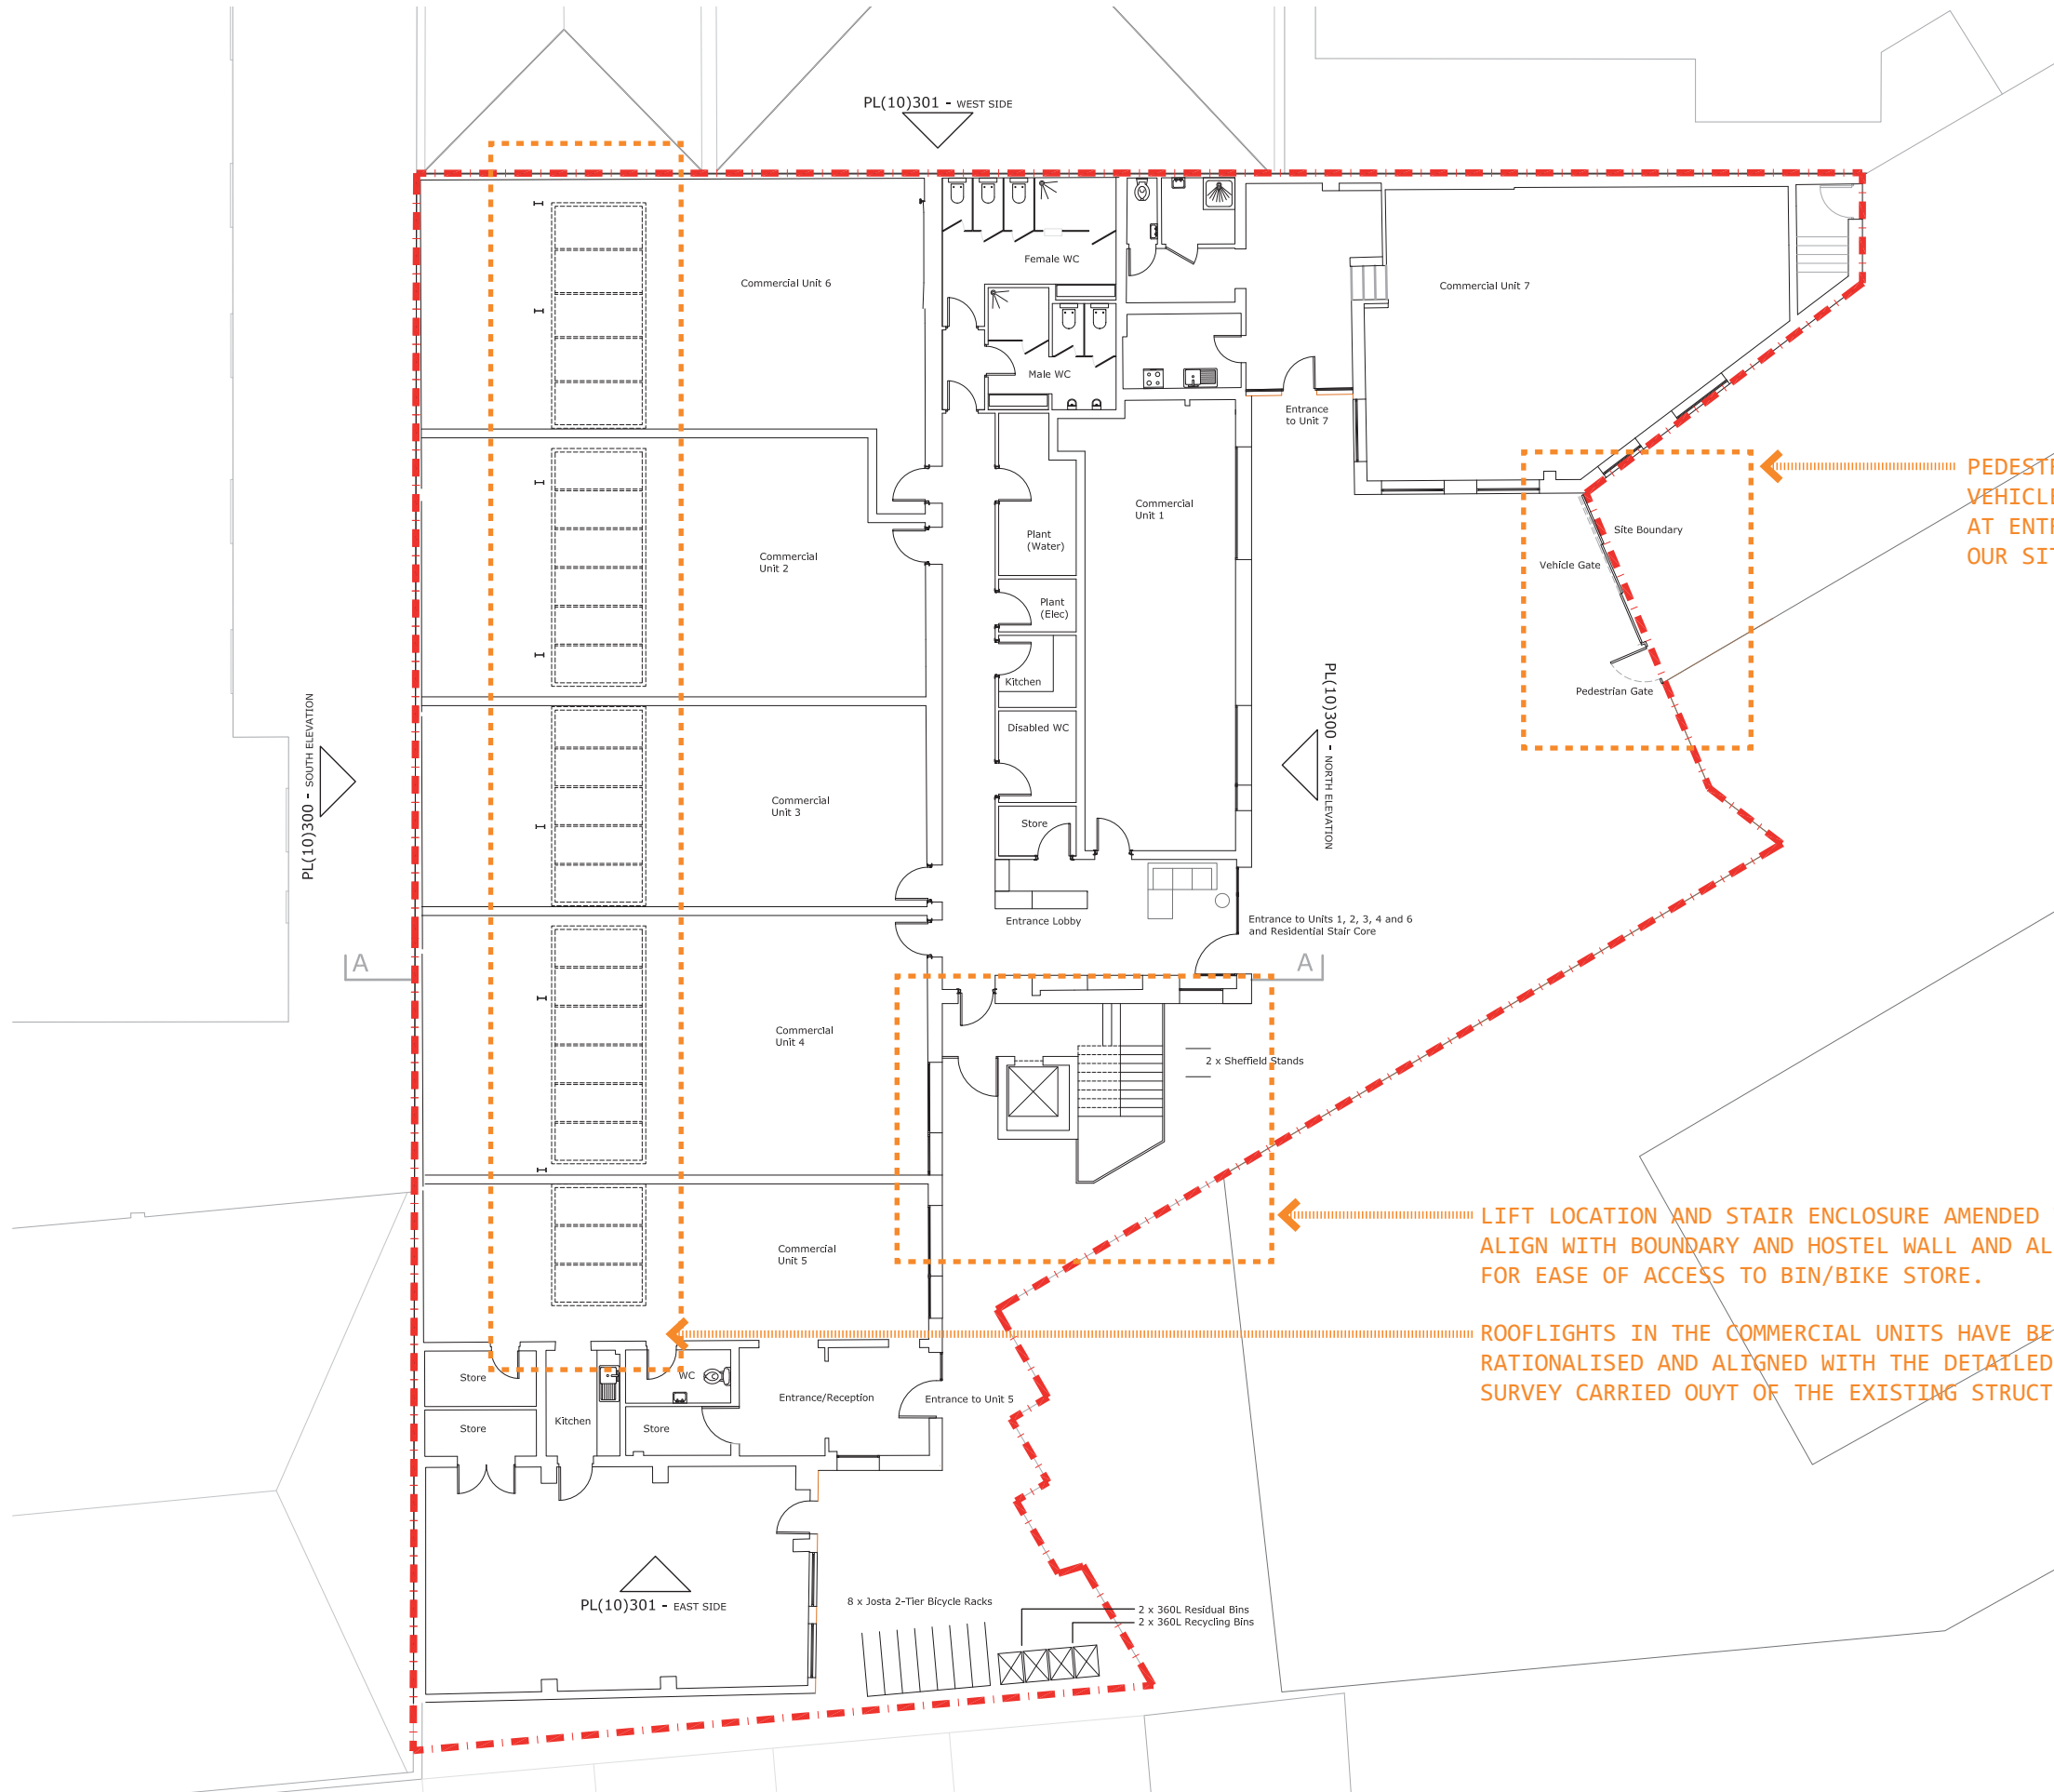 PL(10)301 - WEST SIDE
Commercial Unit 6
Female WC
Commercial Unit 7
Male WC
Entrance
to Unit 7
PEDESTR
VEHICLE
AT ENTR
OUR SIT
Commercial
Unit 1
Site Boundary
Plant
(Water)
Commercial
Unit 2
Vehicle Gate
Plant
(Elec)
Kitchen
Pedestrian Gate
PL(10)300 - SOUTH ELEVATION
PL(10)300 - NORTH ELEVATION
Disabled WC
Commercial
Unit 3
Store
Entrance Lobby
Entrance to Units 1, 2, 3, 4 and 6
and Residential Stair Core
A
A
Commercial
Unit 4
2 x Sheffield Stands
LIFT LOCATION AND STAIR ENCLOSURE AMENDED
ALIGN WITH BOUNDARY AND HOSTEL WALL AND AL
FOR EASE OF ACCESS TO BIN/BIKE STORE.
Commercial
Unit 5
ROOFLIGHTS IN THE COMMERCIAL UNITS HAVE BE
RATIONALISED AND ALIGNED WITH THE DETAILED
SURVEY CARRIED OUYT OF THE EXISTING STRUCT
Store
WC
Entrance/Reception
Entrance to Unit 5
Store
Kitchen
Store
PL(10)301 - EAST SIDE
8 x Josta 2-Tier Bicycle Racks
2 x 360L Residual Bins
2 x 360L Recycling Bins